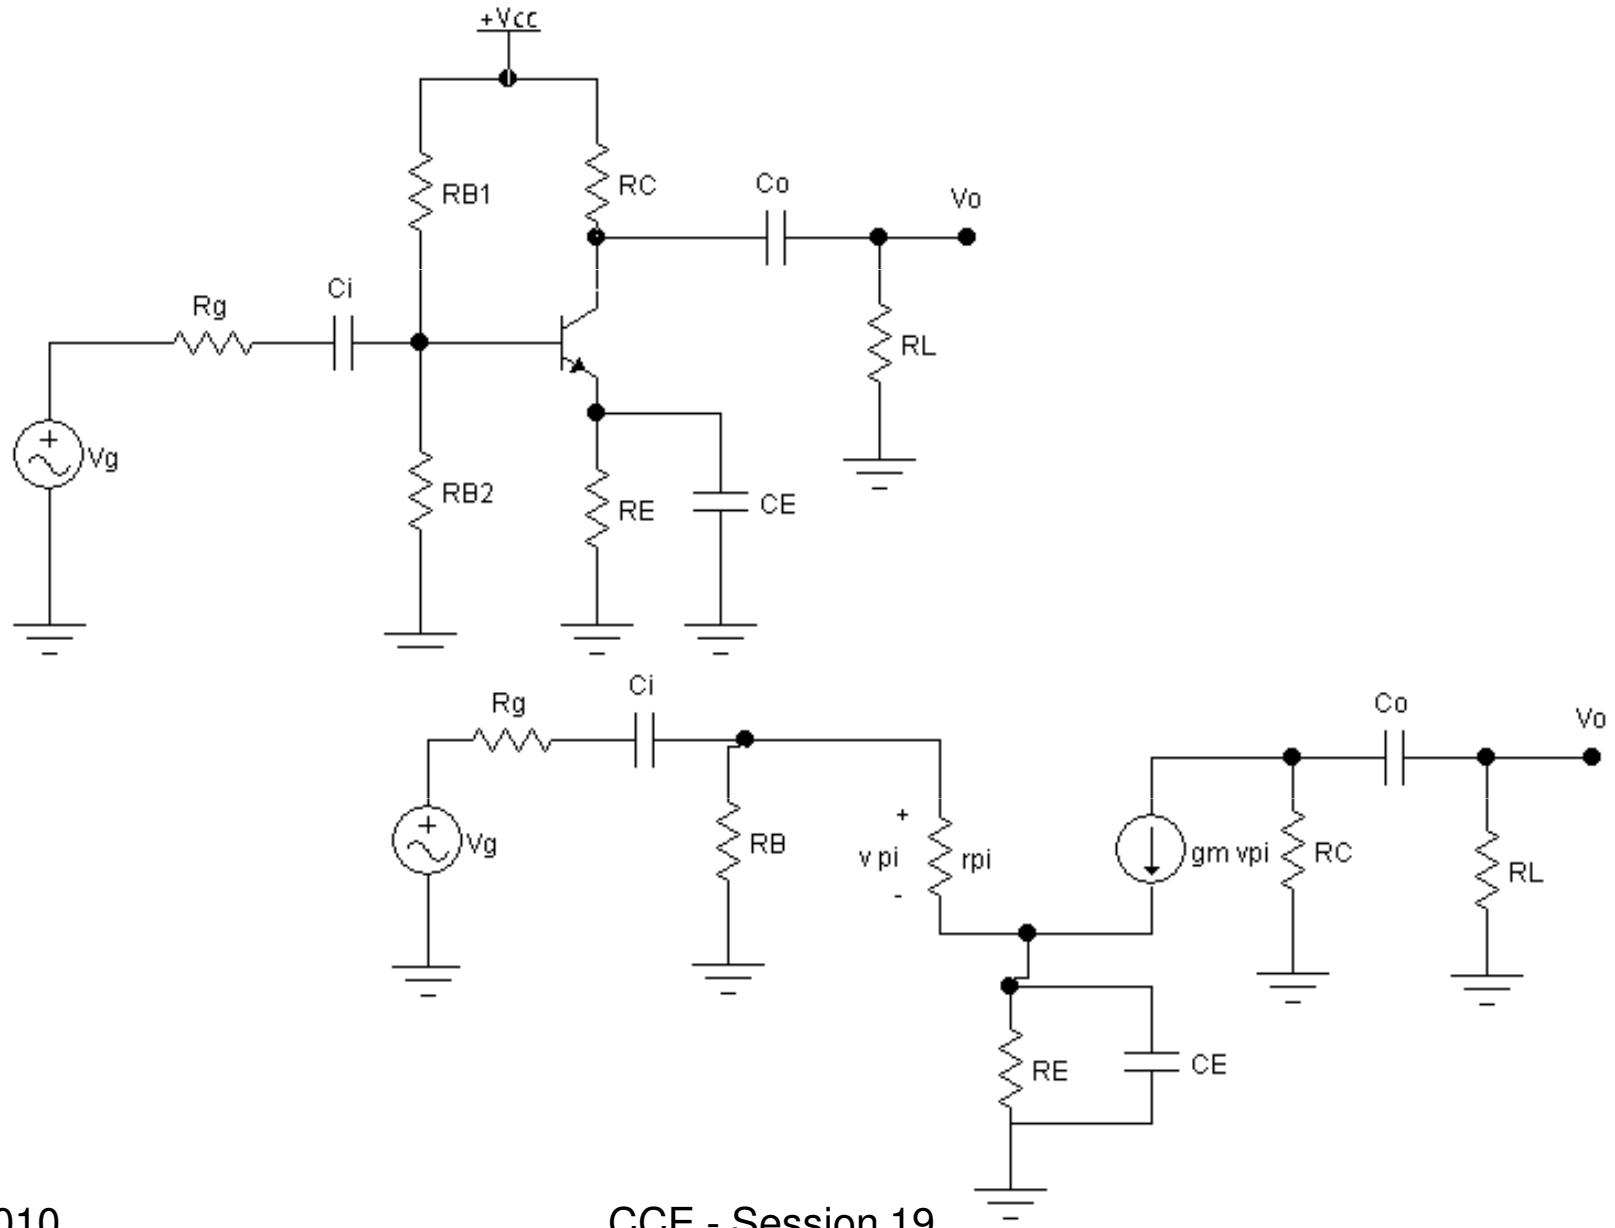 +Vcc
RB1
RC
Co
Vo
Rg
Ci
RL
Vg
RB2
RE
CE
Rg
Ci
Co
Vo
Vg
RB
+
v pi
-
rpi
gm vpi
RC
RL
RE
CE
010
CCE - Session 19